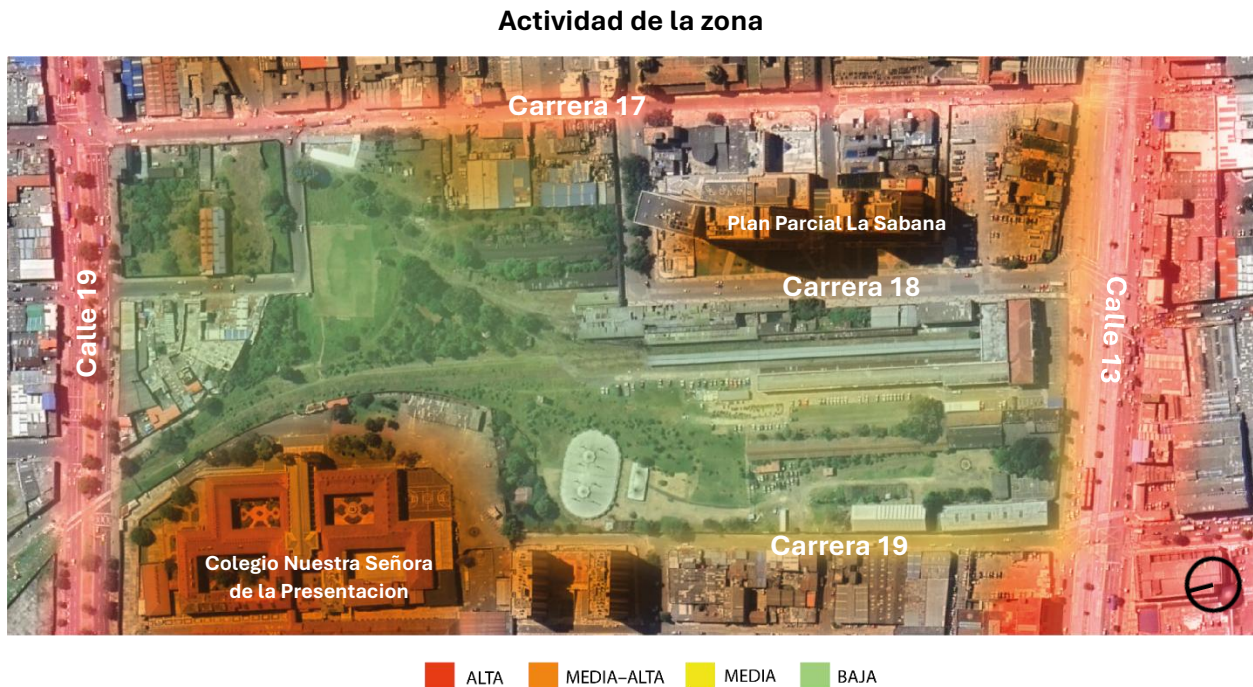 Actividad de la zona
Carrera 17
Plan Parcial La Sabana
Carrera 18
Calle 19
Calle 13
Carrera 19
Colegio Nuestra Señora
de la Presentacion
ALTA
MEDIA–ALTA
MEDIA
BAJA